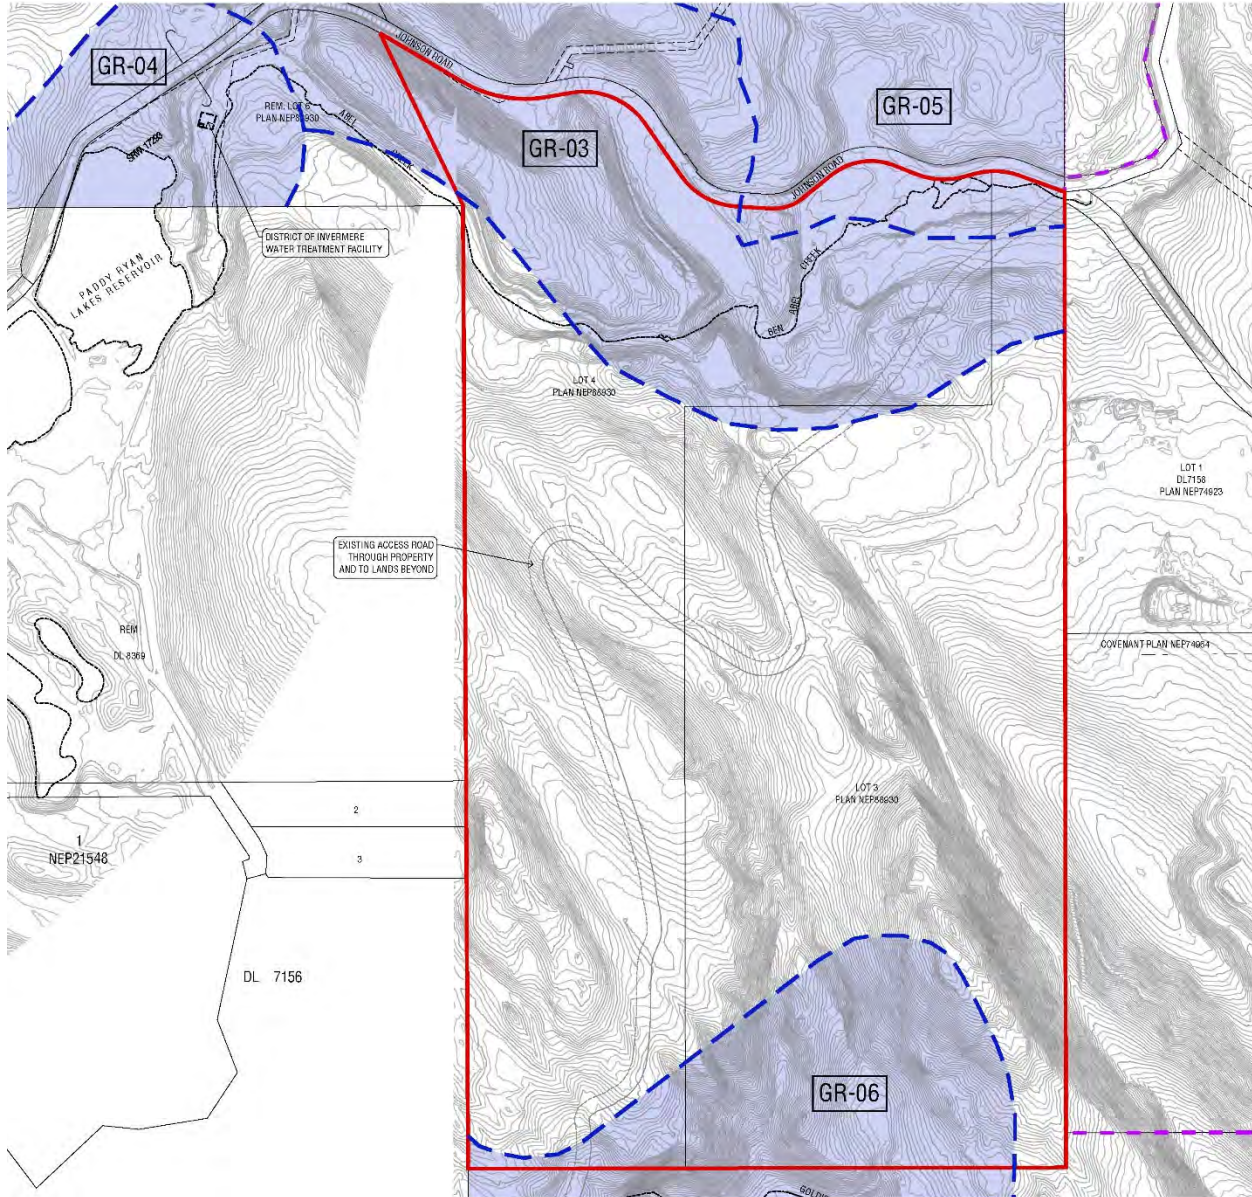 JOHNSON ROAD
GR-04
GR-05
REM. LOT 6
GR-03
ABEL
CREEK
SRWA 17293
JOHNSON ROAD
DISTRICT OF INVERMERE
WATER TREATMENT FACILITY
PADDY RYAN
LAKES RESERVOIR
CREEK
ABEL
BEN
LOT 4
PLAN NEP88930
LOT 1
DL7158
PLAN NEP74923
EXISTING ACCESS ROAD
THROUGH PROPERTY
AND TO LANDS BEYOND
REM
DL 8369
COVENANT PLAN NEP74964
LOT 3
PLAN NEP88930
2
1
NEP21548
3
DL 7156
GR-06